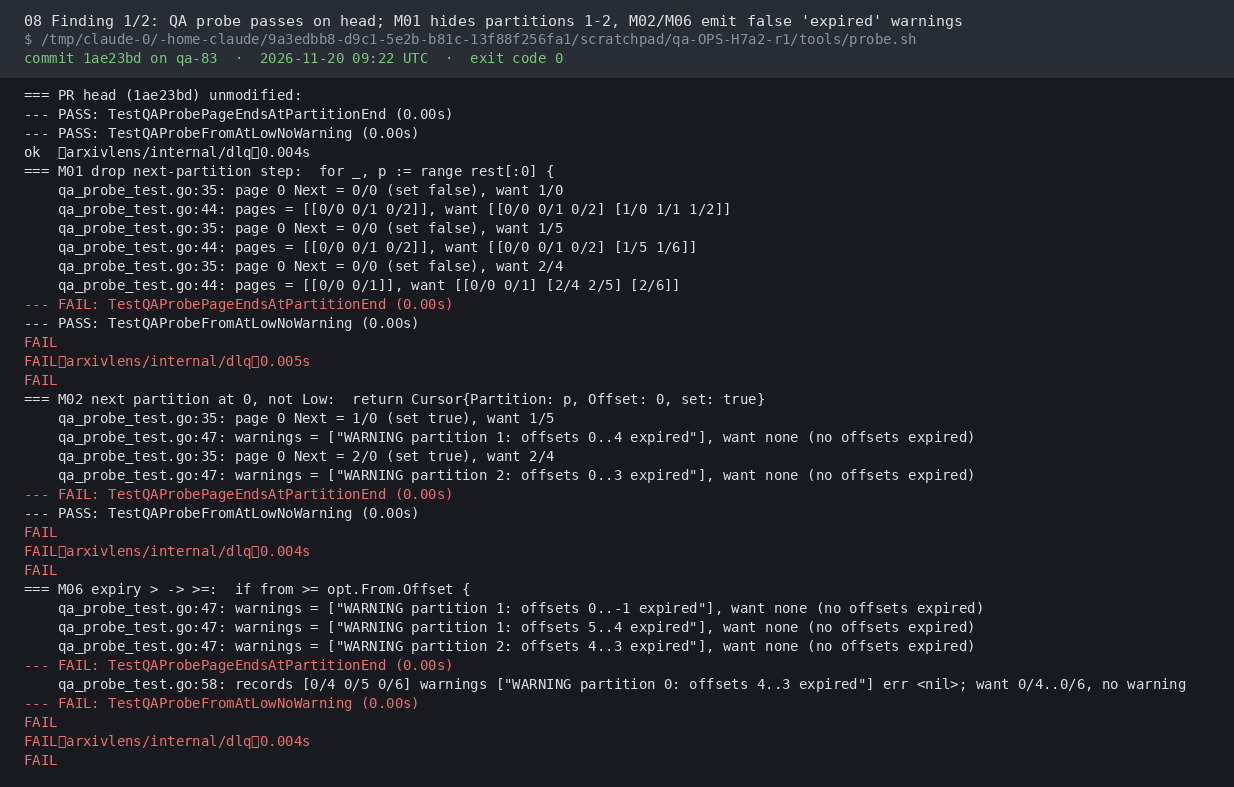 08 Finding 1/2: QA probe passes on head; M01 hides partitions 1-2, M02/M06 emit false 'expired' warnings
$ /tmp/claude-0/-home-claude/9a3edbb8-d9c1-5e2b-b81c-13f88f256fa1/scratchpad/qa-OPS-H7a2-r1/tools/probe.sh
commit 1ae23bd on qa-83 · 2026-11-20 09:22 UTC · exit code 0
=== PR head (1ae23bd) unmodified:
--- PASS: TestQAProbePageEndsAtPartitionEnd (0.00s)
--- PASS: TestQAProbeFromAtLowNoWarning (0.00s)
ok  arxivlens/internal/dlq 0.004s
=== M01 drop next-partition step:  for _, p := range rest[:0] {
    qa_probe_test.go:35: page 0 Next = 0/0 (set false), want 1/0
    qa_probe_test.go:44: pages = [[0/0 0/1 0/2]], want [[0/0 0/1 0/2] [1/0 1/1 1/2]]
    qa_probe_test.go:35: page 0 Next = 0/0 (set false), want 1/5
    qa_probe_test.go:44: pages = [[0/0 0/1 0/2]], want [[0/0 0/1 0/2] [1/5 1/6]]
    qa_probe_test.go:35: page 0 Next = 0/0 (set false), want 2/4
    qa_probe_test.go:44: pages = [[0/0 0/1]], want [[0/0 0/1] [2/4 2/5] [2/6]]
--- FAIL: TestQAProbePageEndsAtPartitionEnd (0.00s)
--- PASS: TestQAProbeFromAtLowNoWarning (0.00s)
FAIL
FAIL arxivlens/internal/dlq 0.005s
FAIL
=== M02 next partition at 0, not Low:  return Cursor{Partition: p, Offset: 0, set: true}
    qa_probe_test.go:35: page 0 Next = 1/0 (set true), want 1/5
    qa_probe_test.go:47: warnings = ["WARNING partition 1: offsets 0..4 expired"], want none (no offsets expired)
    qa_probe_test.go:35: page 0 Next = 2/0 (set true), want 2/4
    qa_probe_test.go:47: warnings = ["WARNING partition 2: offsets 0..3 expired"], want none (no offsets expired)
--- FAIL: TestQAProbePageEndsAtPartitionEnd (0.00s)
--- PASS: TestQAProbeFromAtLowNoWarning (0.00s)
FAIL
FAIL arxivlens/internal/dlq 0.004s
FAIL
=== M06 expiry > -> >=:  if from >= opt.From.Offset {
    qa_probe_test.go:47: warnings = ["WARNING partition 1: offsets 0..-1 expired"], want none (no offsets expired)
    qa_probe_test.go:47: warnings = ["WARNING partition 1: offsets 5..4 expired"], want none (no offsets expired)
    qa_probe_test.go:47: warnings = ["WARNING partition 2: offsets 4..3 expired"], want none (no offsets expired)
--- FAIL: TestQAProbePageEndsAtPartitionEnd (0.00s)
    qa_probe_test.go:58: records [0/4 0/5 0/6] warnings ["WARNING partition 0: offsets 4..3 expired"] err <nil>; want 0/4..0/6, no warning
--- FAIL: TestQAProbeFromAtLowNoWarning (0.00s)
FAIL
FAIL arxivlens/internal/dlq 0.004s
FAIL